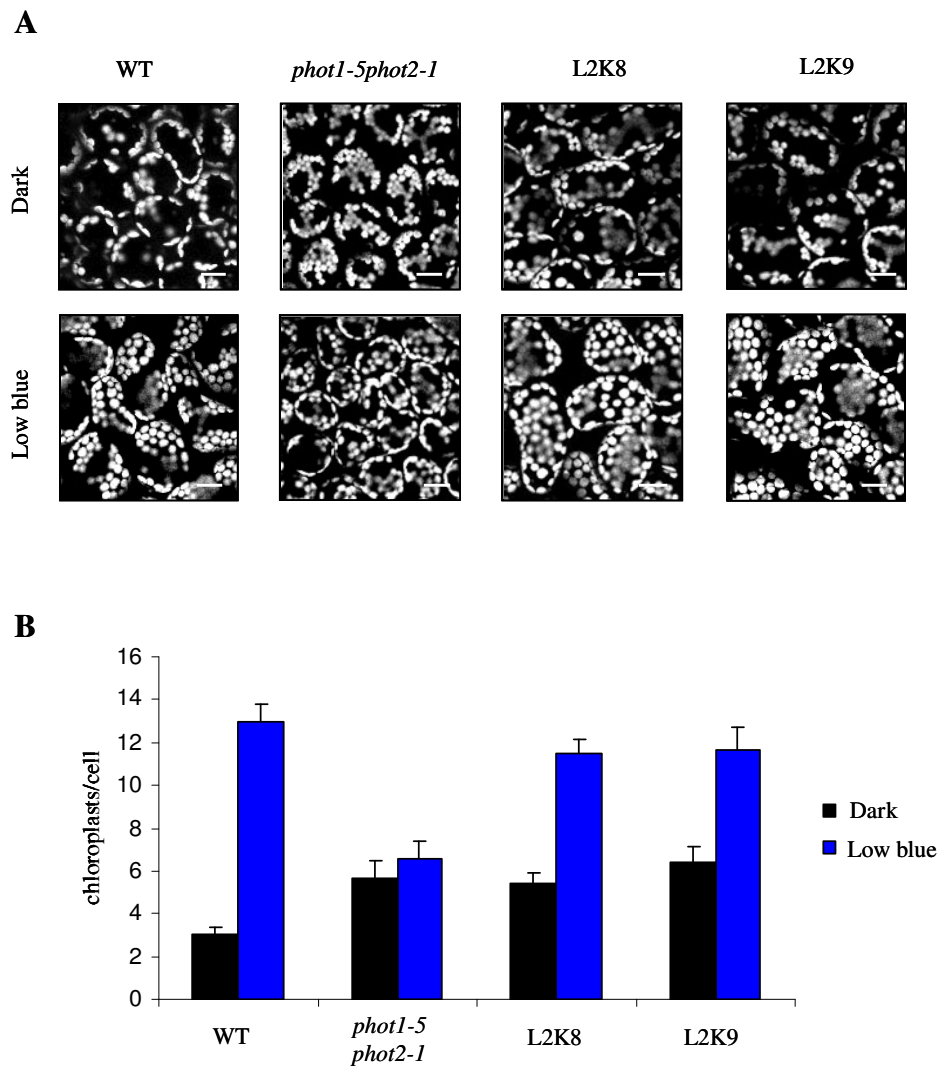 A
WT phot1-5phot2-1 L2K8 L2K9
Dark
Low blue
B
16
14
12
10
8
6
4
2
0
chloroplasts/cell
WT phot1-5 L2K8 L2K9
phot2-1
Dark
Low blue